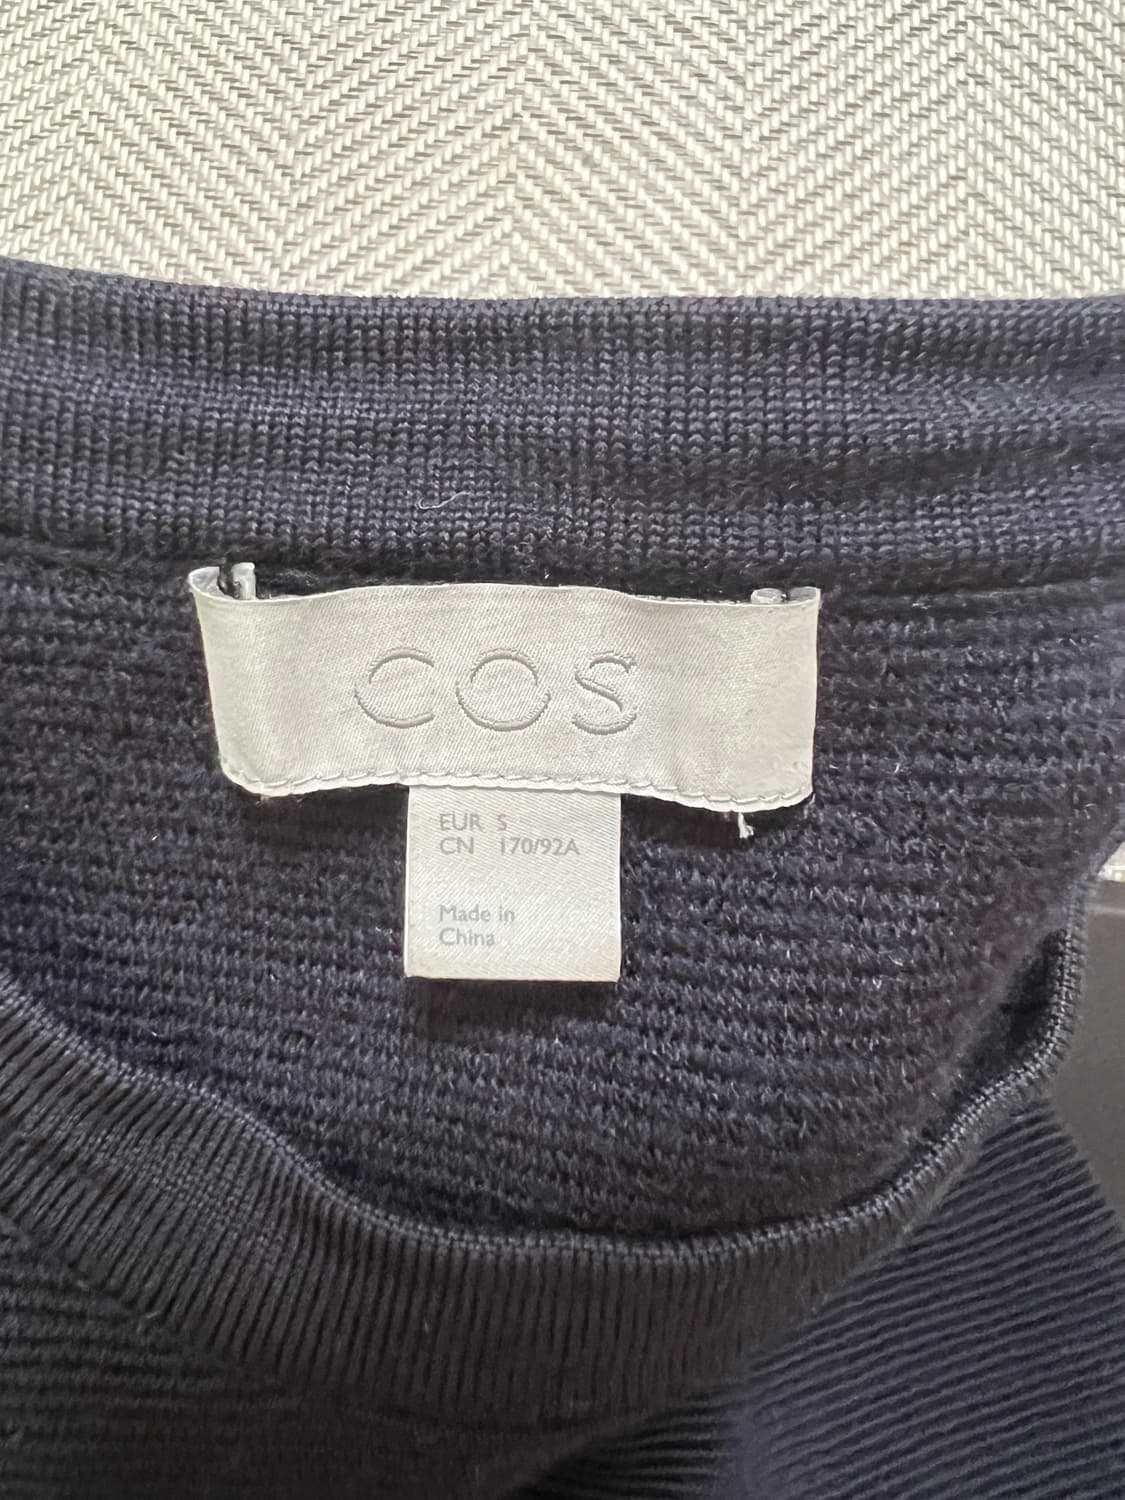 COS
EUR S
CN 170/92A
Made in
China